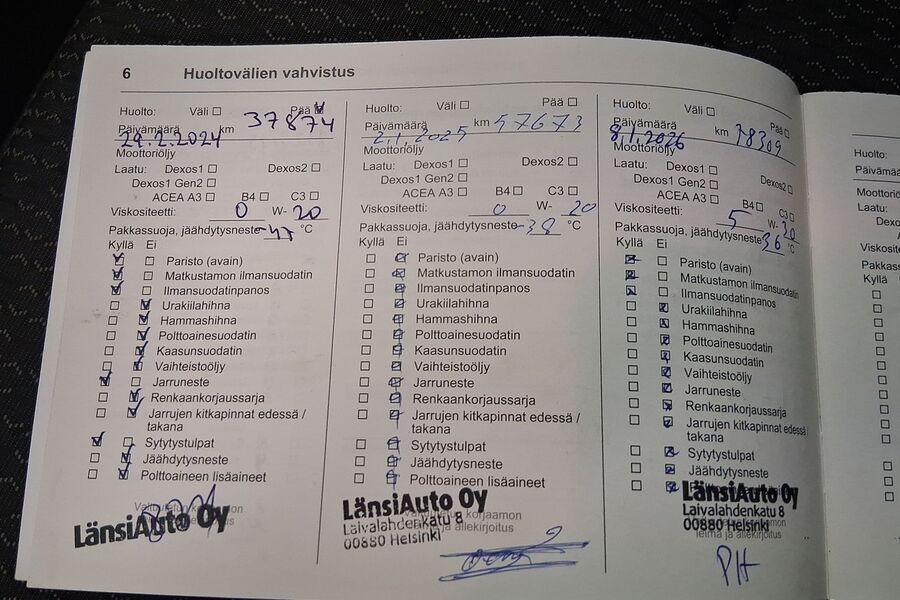 6 Huoltovälien vahvistus
Huolto: Väli Pää
Päivämäärä 29.2.2024 km 37874
Moottoriöljy
Laatu: Dexos1 Dexos2
Dexos1 Gen2
ACEA A3 B4 C3
Viskositeetti: 0 W- 20
Pakkassuoja, jäähdytysneste °C
Kyllä Ei
Paristo (avain)
Matkustamon ilmansuodatin
Ilmansuodatinpanos
Urakiilahihna
Hammashihna
Polttoainesuodatin
Kaasunsuodatin
Vaihteistoöljy
Jarruneste
Renkaankorjaussarja
Jarrujen kitkapinnat edessä /
takana
Sytytystulpat
Jäähdytysneste
Polttoaineen lisäaineet
LänsiAuto Oy
Huolto: Väli Pää
Päivämäärä 2.1.2025 km 57673
Moottoriöljy
Laatu: Dexos1 Dexos2
Dexos1 Gen2
ACEA A3 B4 C3
Viskositeetti: 0 W- 20
Pakkassuoja, jäähdytysneste -38 °C
Kyllä Ei
Paristo (avain)
Matkustamon ilmansuodatin
Ilmansuodatinpanos
Urakiilahihna
Hammashihna
Polttoainesuodatin
Kaasunsuodatin
Vaihteistoöljy
Jarruneste
Renkaankorjaussarja
Jarrujen kitkapinnat edessä /
takana
Sytytystulpat
Jäähdytysneste
Polttoaineen lisäaineet
LänsiAuto Oy
Laivalahdenkatu 8
00880 Helsinki
korjaamon
ja allekirjoitus
Huolto: Väli Pää
Päivämäärä 8.1.2026 km 78309
Moottoriöljy
Laatu: Dexos1 Dexos2
Dexos1 Gen2
ACEA A3 B4 C3
Viskositeetti: 5 W- 30
Pakkassuoja, jäähdytysneste 36 °C
Kyllä Ei
Paristo (avain)
Matkustamon ilmansuodatin
Ilmansuodatinpanos
Urakiilahihna
Hammashihna
Polttoainesuodatin
Kaasunsuodatin
Vaihteistoöljy
Jarruneste
Renkaankorjaussarja
Jarrujen kitkapinnat edessä /
takana
Sytytystulpat
Jäähdytysneste
LänsiAuto Oy
Laivalahdenkatu 8
00880 Helsinki
leima ja allekirjoitus
PH
Huolto:
Laatu:
Kyllä